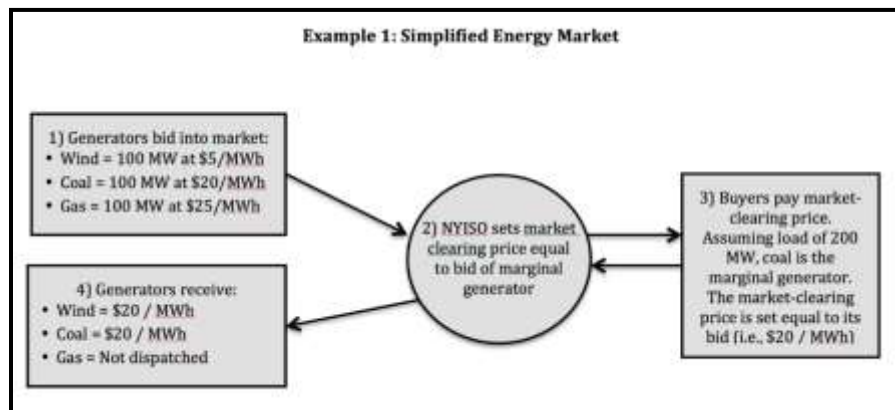 Example 1: Simplified Energy Market
1) Generators bid into market:
• Wind = 100 MW at $5/MWh
• Coal = 100 MW at $20/MWh
• Gas = 100 MW at $25/MWh
2) NYISO sets market
clearing price equal
to bid of marginal
generator
3) Buyers pay market-
clearing price.
Assuming load of 200
MW, coal is the
marginal generator.
The market-clearing
price is set equal to its
bid (i.e., $20 / MWh)
4) Generators receive:
• Wind = $20 / MWh
• Coal = $20 / MWh
• Gas = Not dispatched